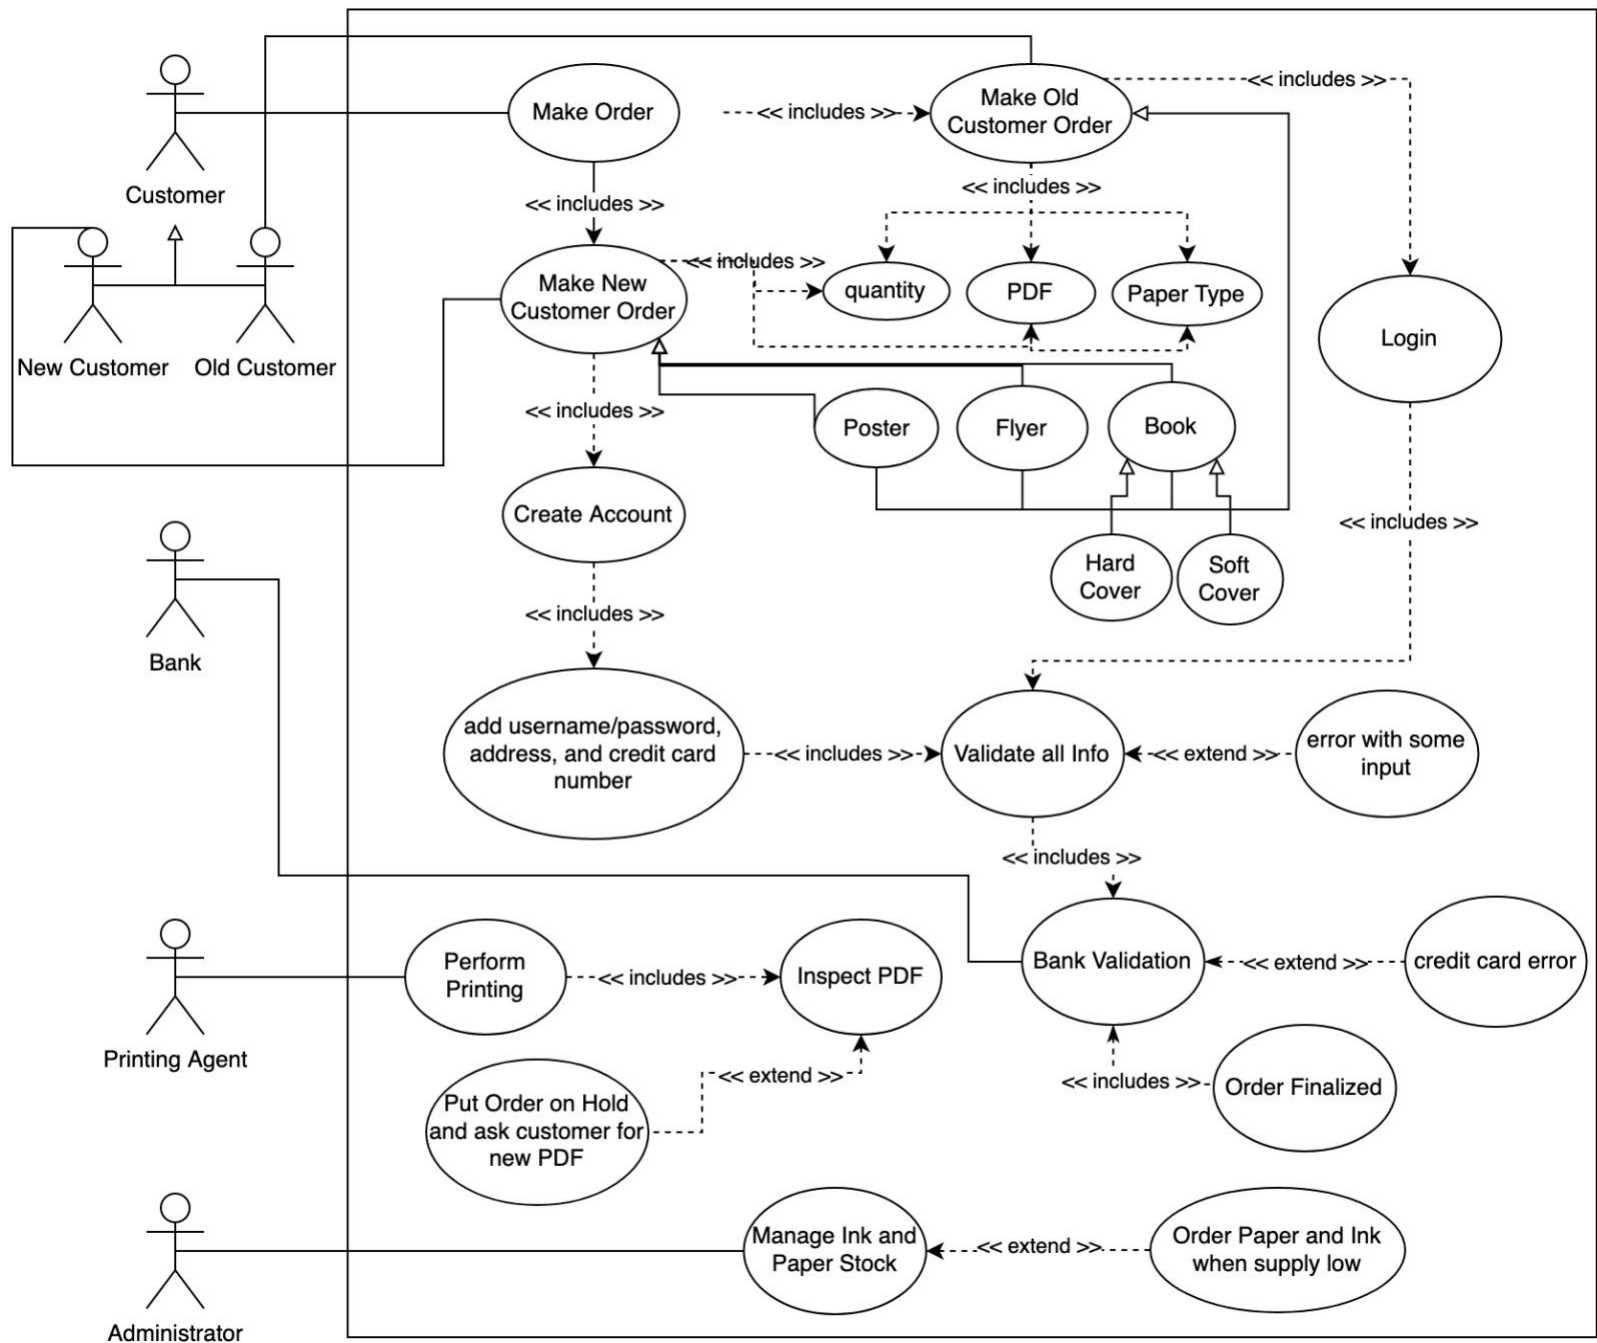 Make Order
<< includes >>
Make Old
Customer Order
<< includes >>
Customer
<< includes >>
<< includes >>
Make New
Customer Order
<< includes >>
quantity
PDF
Paper Type
Login
New Customer
Old Customer
<< includes >>
Poster
Flyer
Book
Create Account
<< includes >>
Hard
Cover
Soft
Cover
<< includes >>
Bank
add username/password,
address, and credit card
number
<< includes >>
Validate all Info
<< extend >>
error with some
input
<< includes >>
Perform
Printing
<< includes >>
Inspect PDF
Bank Validation
<< extend >>
credit card error
Printing Agent
<< extend >>
<< includes >>
Order Finalized
Put Order on Hold
and ask customer for
new PDF
Manage Ink and
Paper Stock
<< extend >>
Order Paper and Ink
when supply low
Administrator